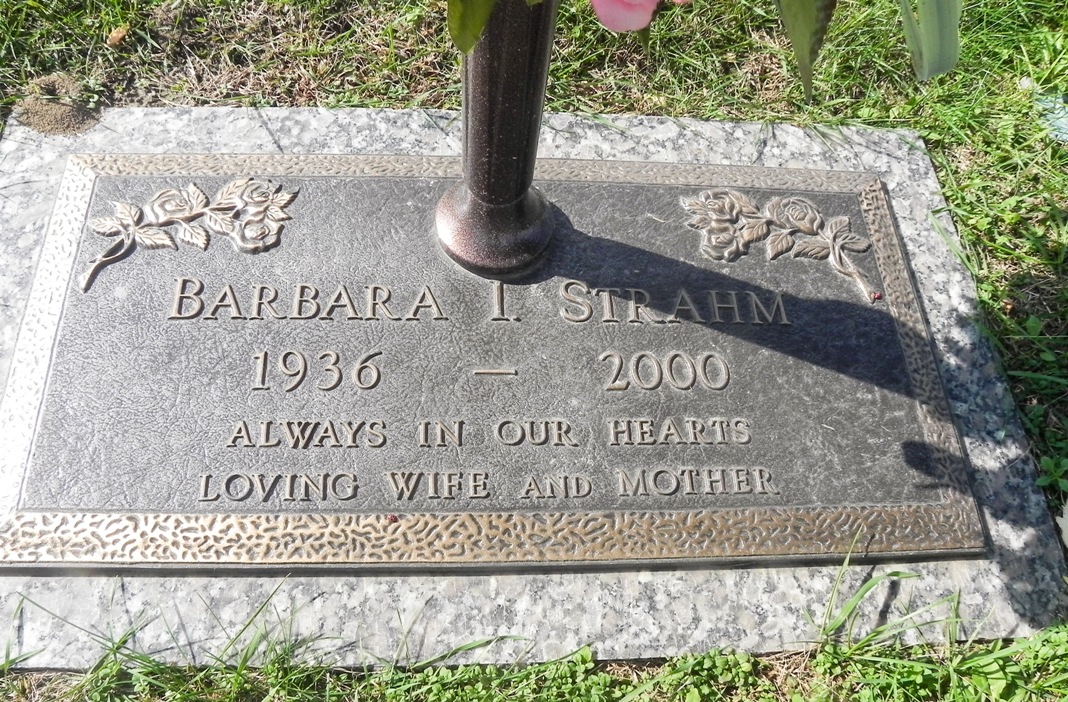 BARBARA I. STRAHM
1936 — 2000
ALWAYS IN OUR HEARTS
LOVING WIFE AND MOTHER